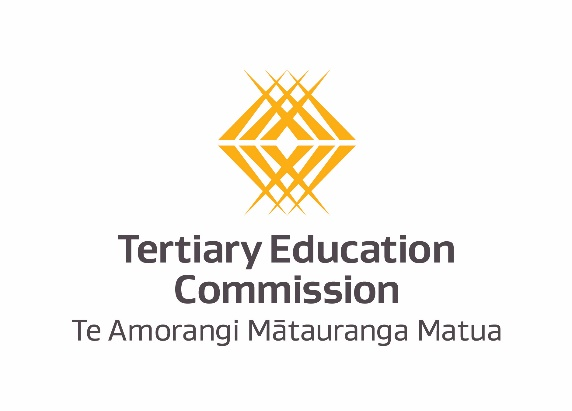 Tertiary Education
Commission
Te Amorangi Mātauranga Matua